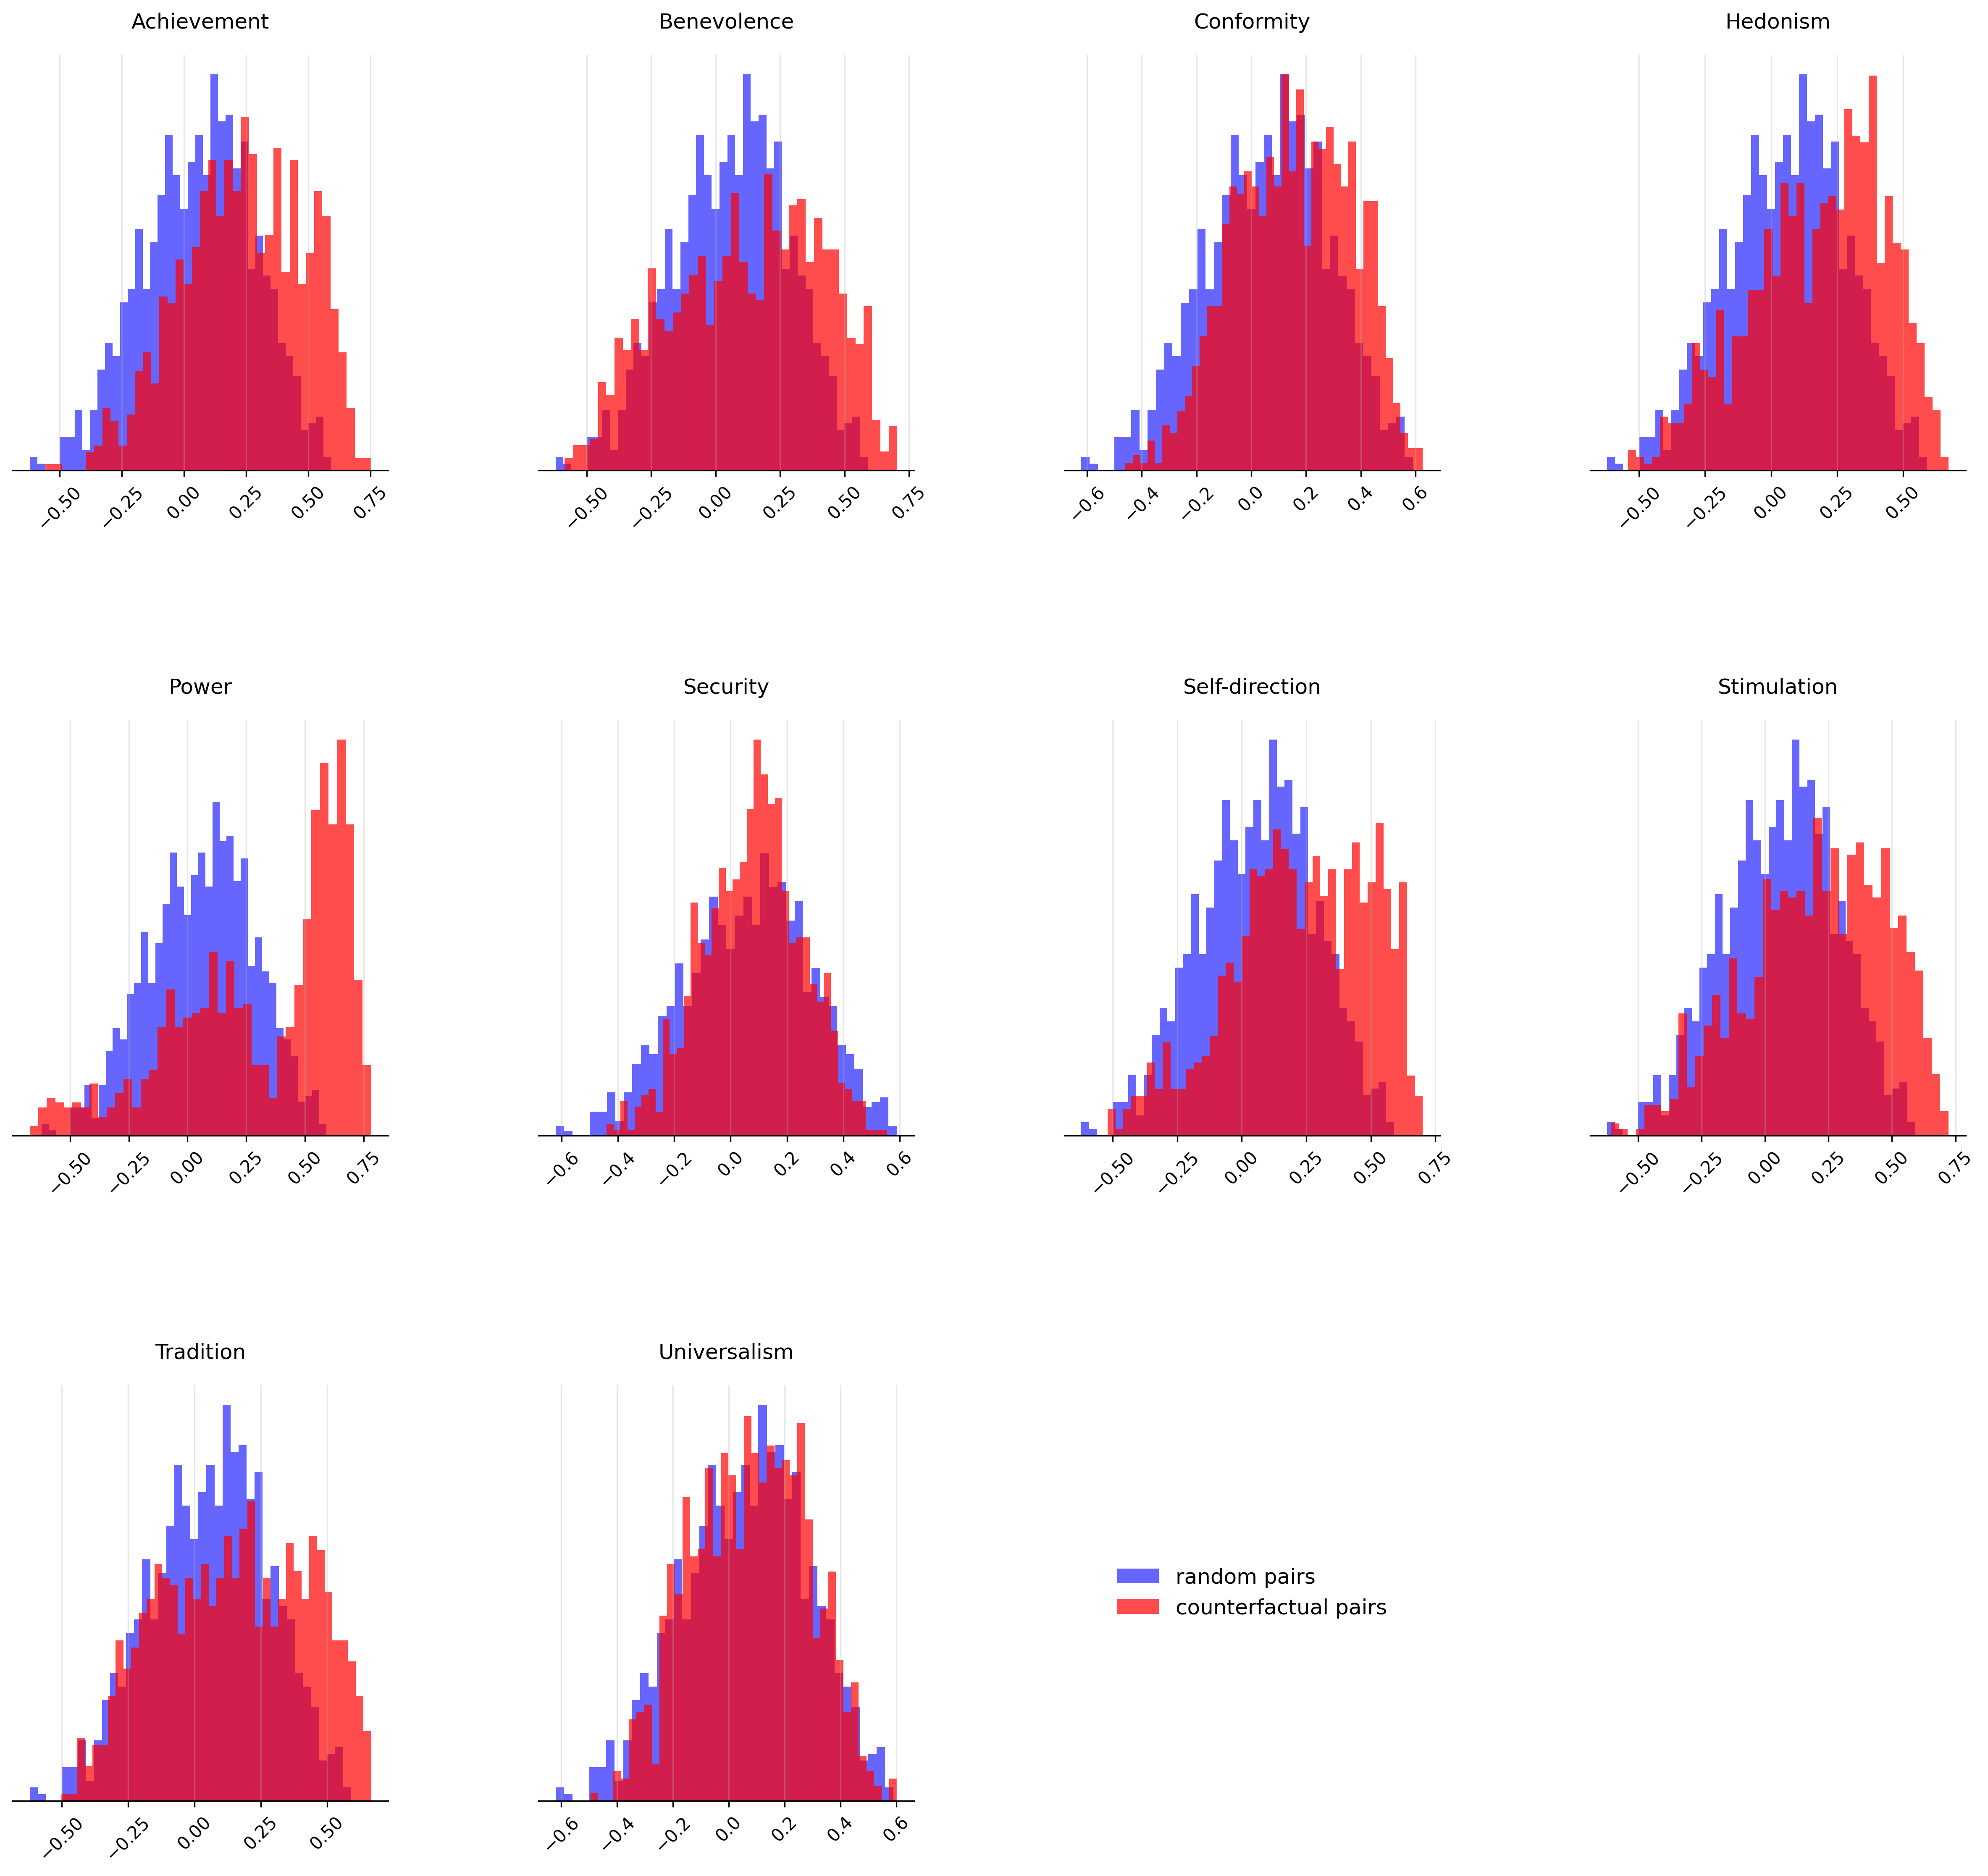 Achievement
Benevolence
Conformity
Hedonism
−0.50 −0.25 0.00 0.25 0.50 0.75
−0.50 −0.25 0.00 0.25 0.50 0.75
−0.6 −0.4 −0.2 0.0 0.2 0.4 0.6
−0.50 −0.25 0.00 0.25 0.50
Power
Security
Self-direction
Stimulation
−0.50 −0.25 0.00 0.25 0.50 0.75
−0.6 −0.4 −0.2 0.0 0.2 0.4 0.6
−0.50 −0.25 0.00 0.25 0.50 0.75
−0.50 −0.25 0.00 0.25 0.50 0.75
Tradition
Universalism
−0.50 −0.25 0.00 0.25 0.50
−0.6 −0.4 −0.2 0.0 0.2 0.4 0.6
random pairs
counterfactual pairs